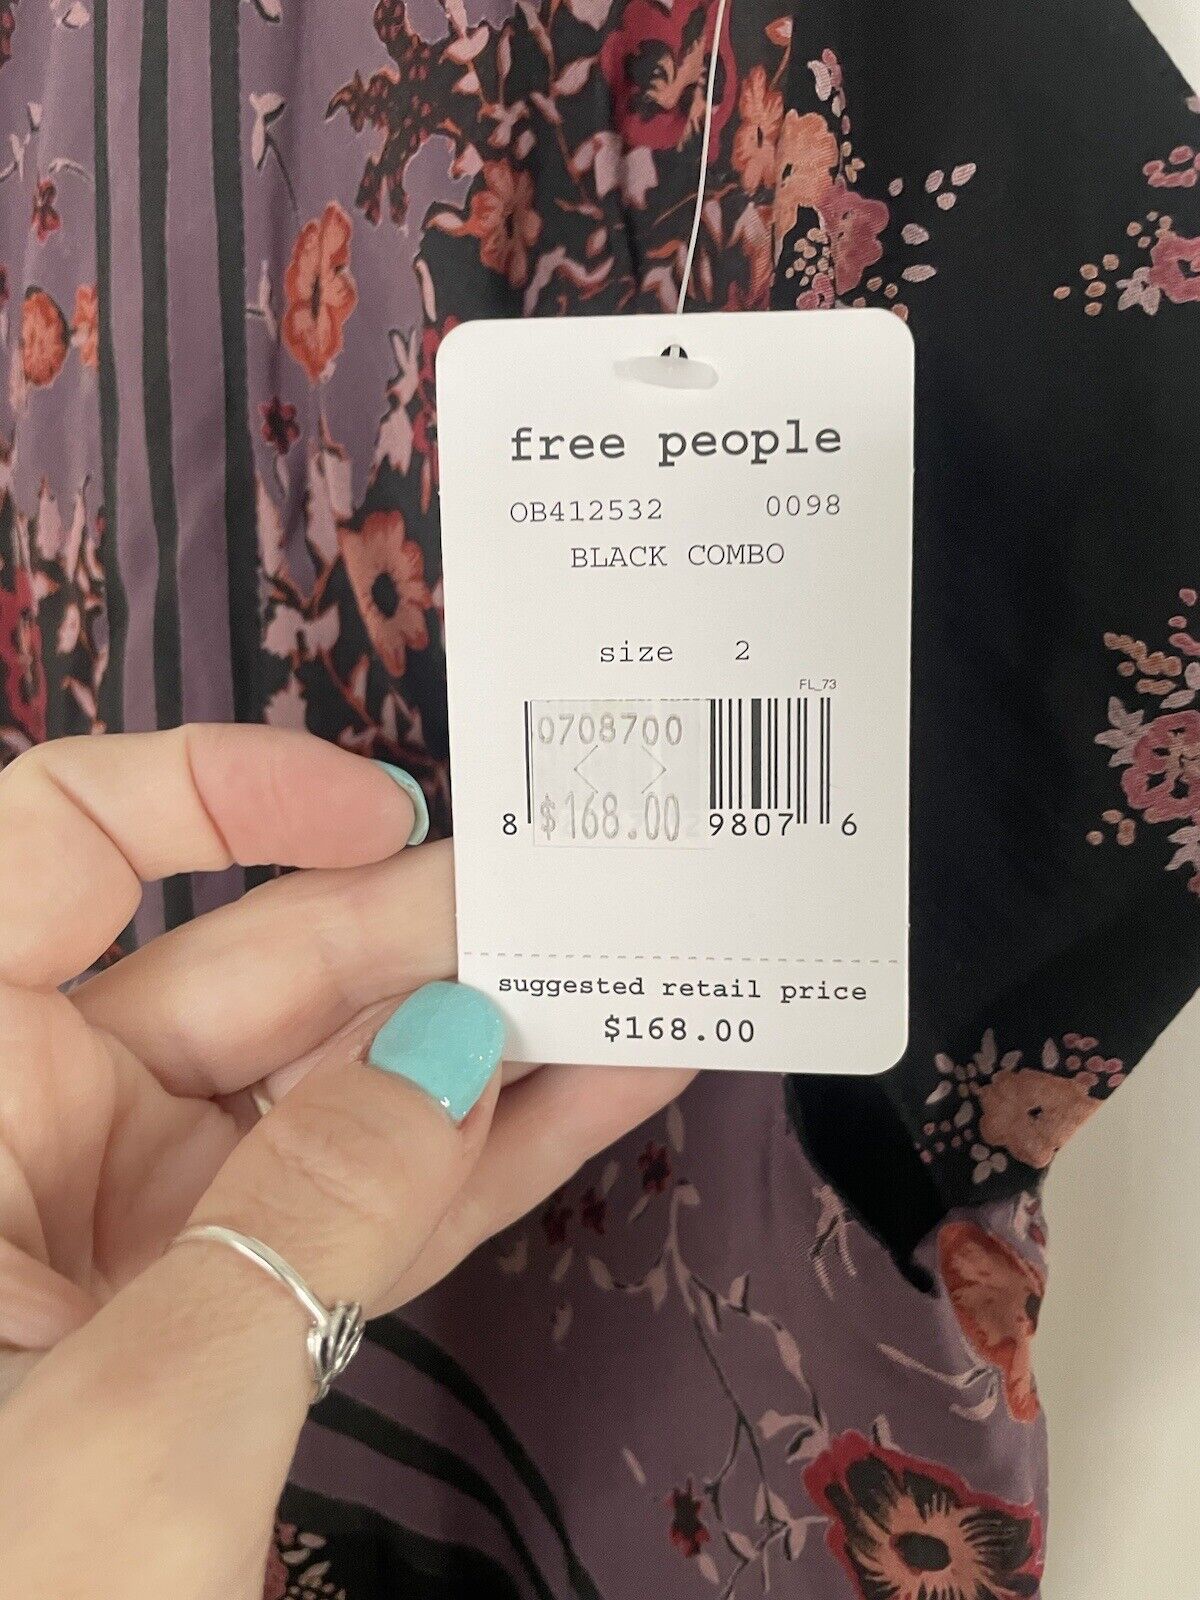 free people
OB412532 0098
BLACK COMBO
size 2
FL_73
0708700
$168.00
8 9807 6
suggested retail price
$168.00